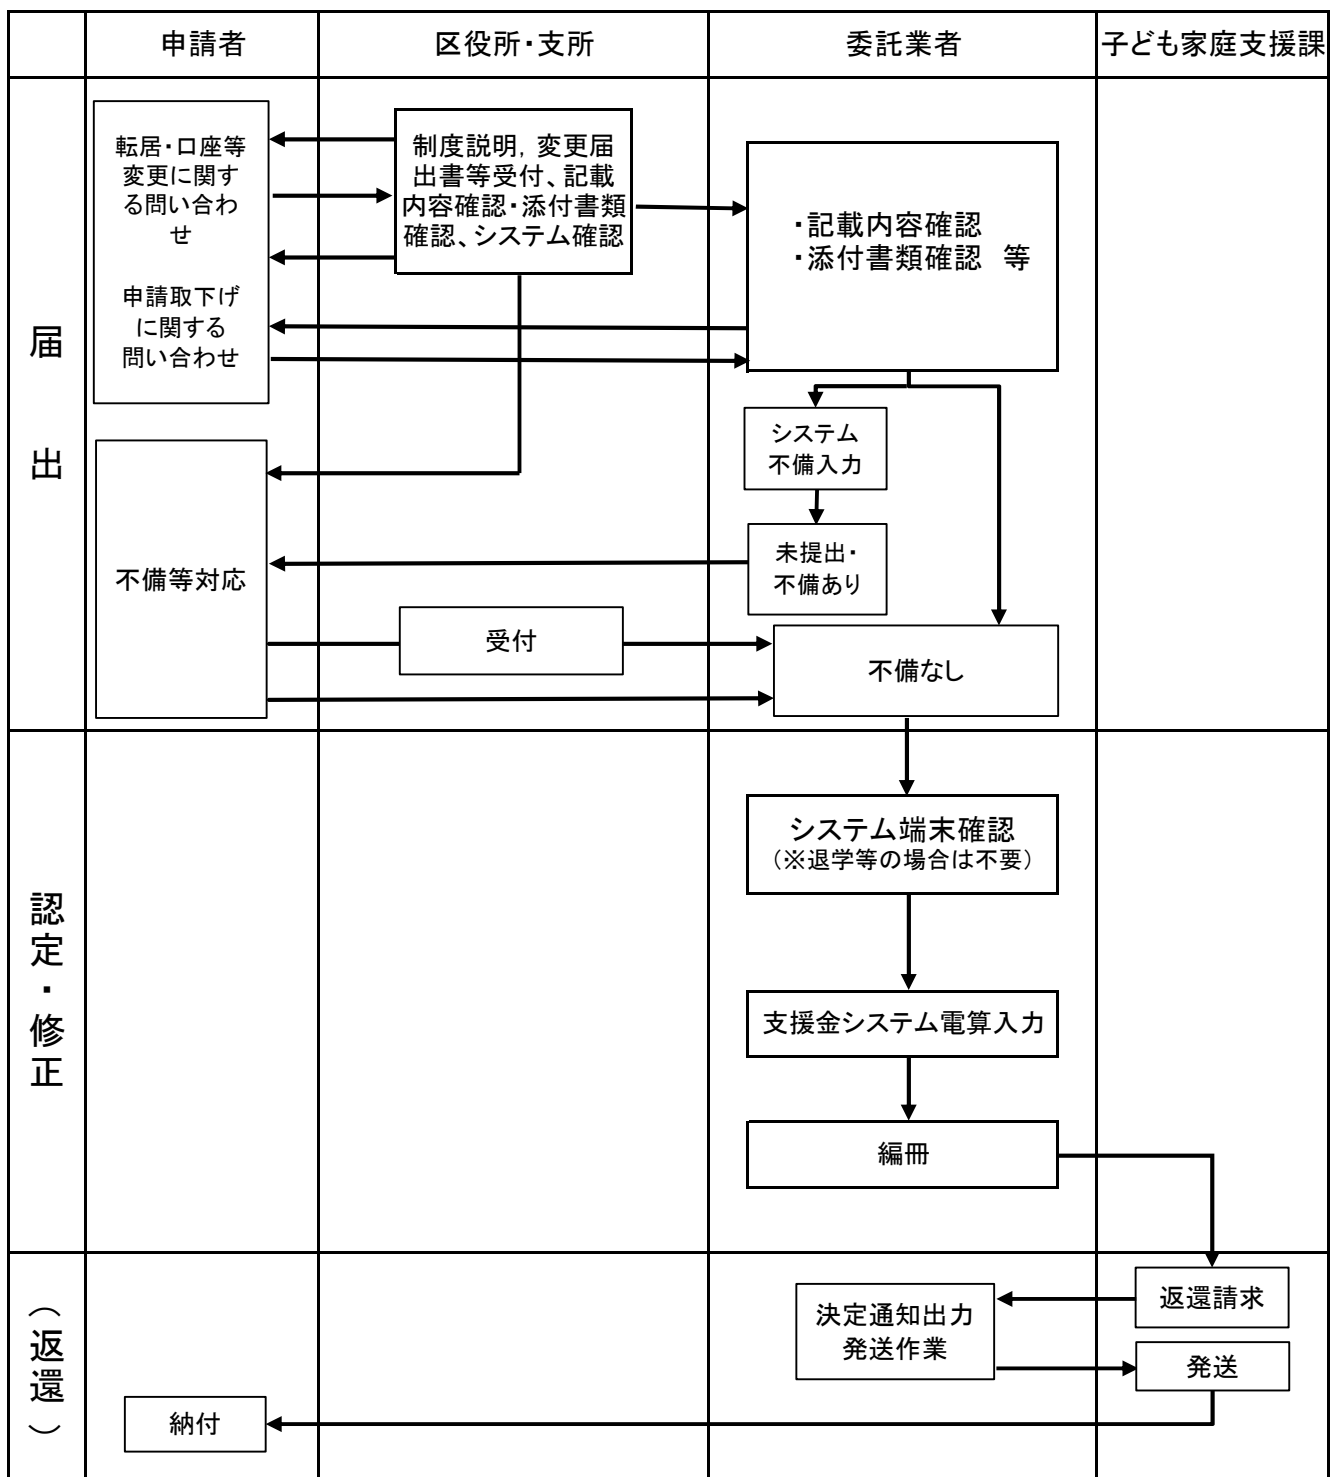 申請者
区役所・支所
委託業者
子ども家庭支援課
届出
転居・口座等
変更に関す
る問い合わ
せ
申請取下げ
に関する
問い合わせ
制度説明，変更届
出書等受付、記載
内容確認・添付書類
確認、システム確認
・記載内容確認
・添付書類確認　等
システム
不備入力
未提出・
不備あり
不備等対応
受付
不備なし
認定・修正
システム端末確認
（※退学等の場合は不要）
支援金システム電算入力
編冊
（返還）
返還請求
決定通知出力
発送作業
発送
納付